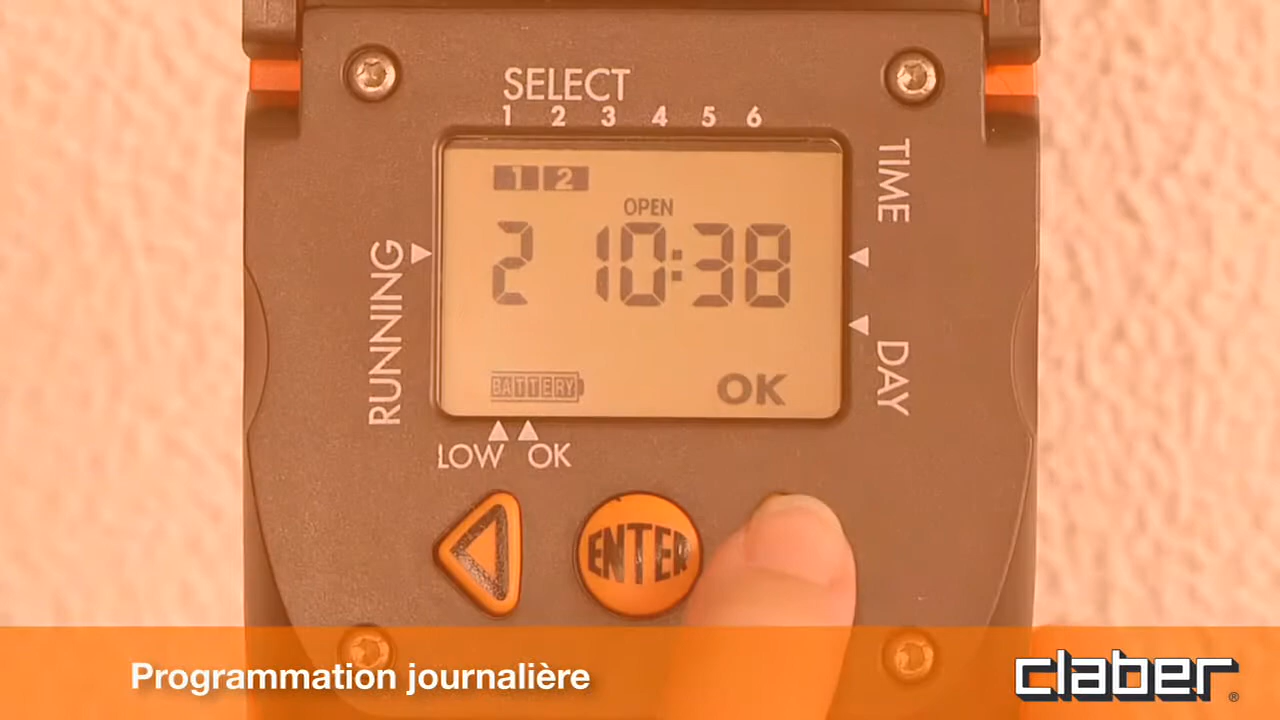 SELECT
1 2 3 4 5 6
1 2
OPEN
2 10:38
BATTERY
OK
RUNNING
TIME
DAY
LOW OK
ENTER
Programmation journalière
claber®